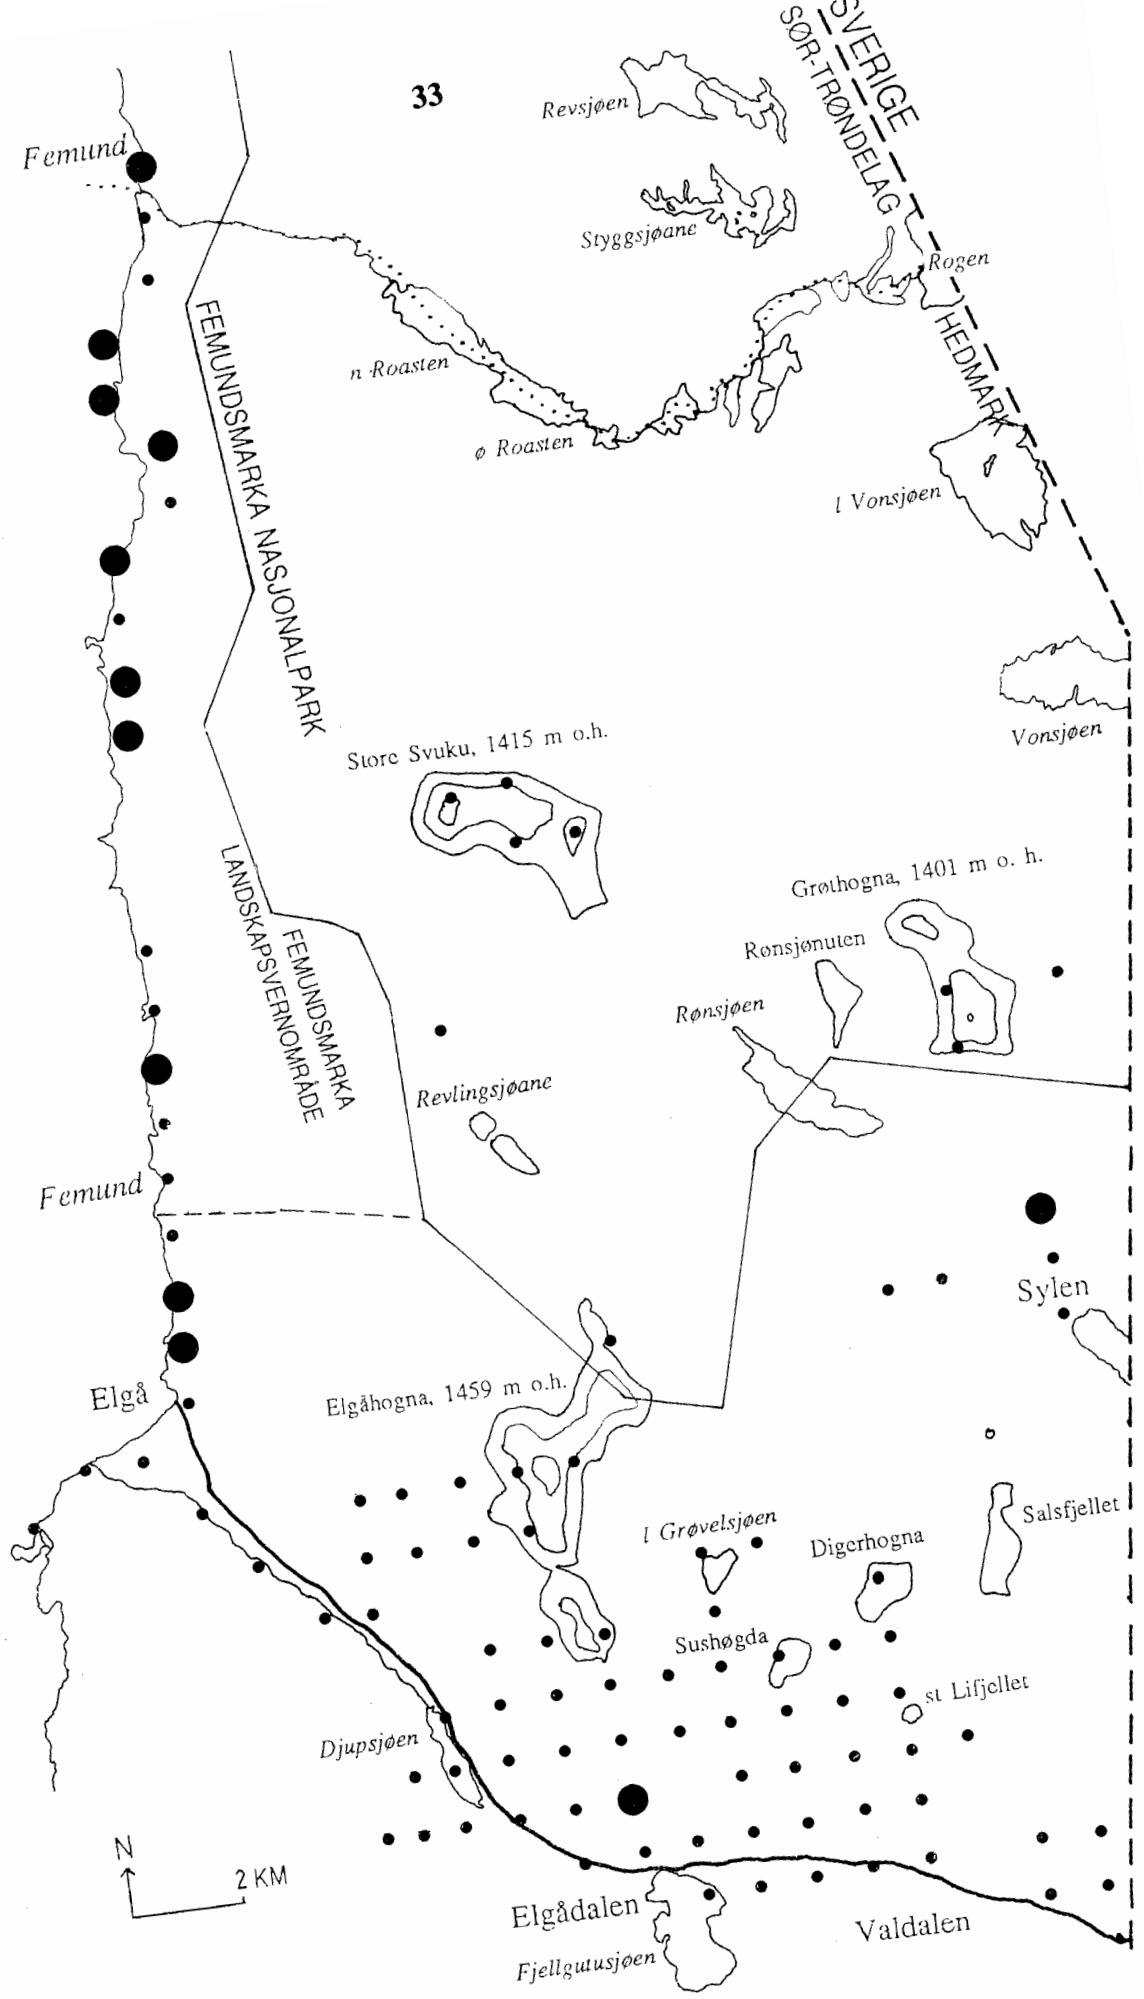 SVERIGE
SØR-TRØNDELAG
33
Revsjøen
Femund
Styggsjøane
Rogen
HEDMARK
FEMUNDSMARKA NASJONALPARK
n Roasten
ø Roasten
l Vonsjøen
Vonsjøen
Store Svuku, 1415 m o.h.
LANDSKAPSVERNOMRÅDE
FEMUNDSMARKA
Grøthogna, 1401 m o. h.
Rønsjønuten
Rønsjøen
Revlingsjøane
Femund
Sylen
Elgå
Elgåhogna, 1459 m o.h.
Salsfjellet
l Grøvelsjøen
Digerhogna
Sushøgda
st Lifjellet
Djupsjøen
N
2 KM
Elgådalen
Valdalen
Fjellgutusjøen